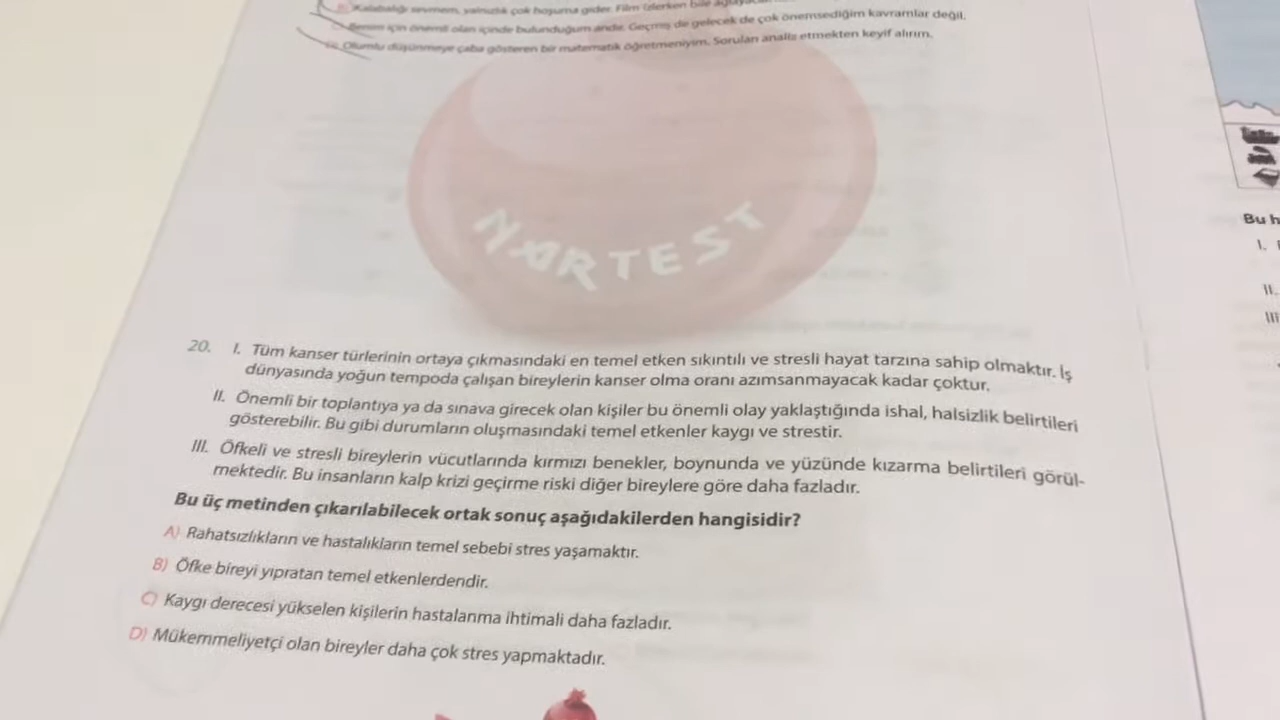 Kalabalığı sevmem, yalnızlık çok hoşuma gider. Film izlerken bile
Benim için önemli olan içinde bulunduğum andır. Geçmiş de gelecek de çok önemsediğim kavramlar değil.
Olumlu düşünmeye çaba gösteren bir matematik öğretmeniyim. Soruları analiz etmekten keyif alırım.
NARTEST
20. I. Tüm kanser türlerinin ortaya çıkmasındaki en temel etken sıkıntılı ve stresli hayat tarzına sahip olmaktır. İş
dünyasında yoğun tempoda çalışan bireylerin kanser olma oranı azımsanmayacak kadar çoktur.
II. Önemli bir toplantıya ya da sınava girecek olan kişiler bu önemli olay yaklaştığında ishal, halsizlik belirtileri
gösterebilir. Bu gibi durumların oluşmasındaki temel etkenler kaygı ve strestir.
III. Öfkeli ve stresli bireylerin vücutlarında kırmızı benekler, boynunda ve yüzünde kızarma belirtileri görül-
mektedir. Bu insanların kalp krizi geçirme riski diğer bireylere göre daha fazladır.
Bu üç metinden çıkarılabilecek ortak sonuç aşağıdakilerden hangisidir?
A) Rahatsızlıkların ve hastalıkların temel sebebi stres yaşamaktır.
B) Öfke bireyi yıpratan temel etkenlerdendir.
C) Kaygı derecesi yükselen kişilerin hastalanma ihtimali daha fazladır.
D) Mükemmeliyetçi olan bireyler daha çok stres yapmaktadır.
Bu h
I.
II.
III